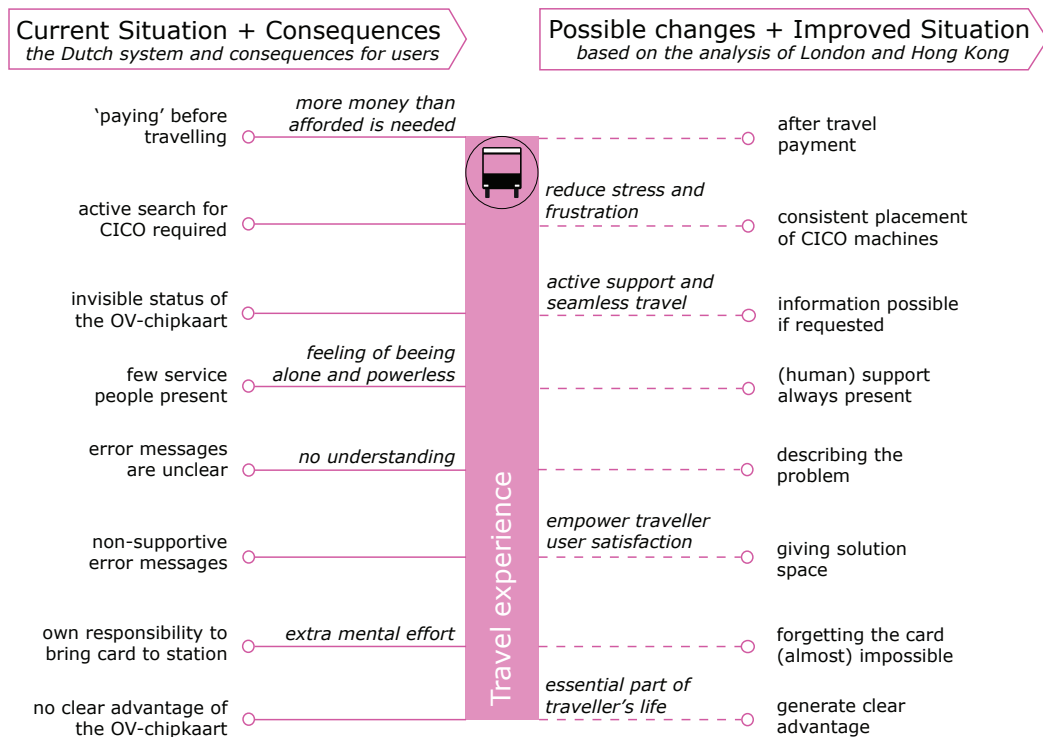 Current Situation + Consequences
the Dutch system and consequences for users
Possible changes + Improved Situation
based on the analysis of London and Hong Kong
‘paying’ before
travelling
more money than
afforded is needed
after travel
payment
active search for
CICO required
reduce stress and
frustration
consistent placement
of CICO machines
invisible status of
the OV-chipkaart
active support and
seamless travel
information possible
if requested
few service
people present
feeling of beeing
alone and powerless
(human) support
always present
error messages
are unclear
no understanding
describing the
problem
non-supportive
error messages
empower traveller
user satisfaction
giving solution
space
own responsibility to
bring card to station
extra mental effort
forgetting the card
(almost) impossible
no clear advantage of
the OV-chipkaart
essential part of
traveller’s life
generate clear
advantage
Travel experience